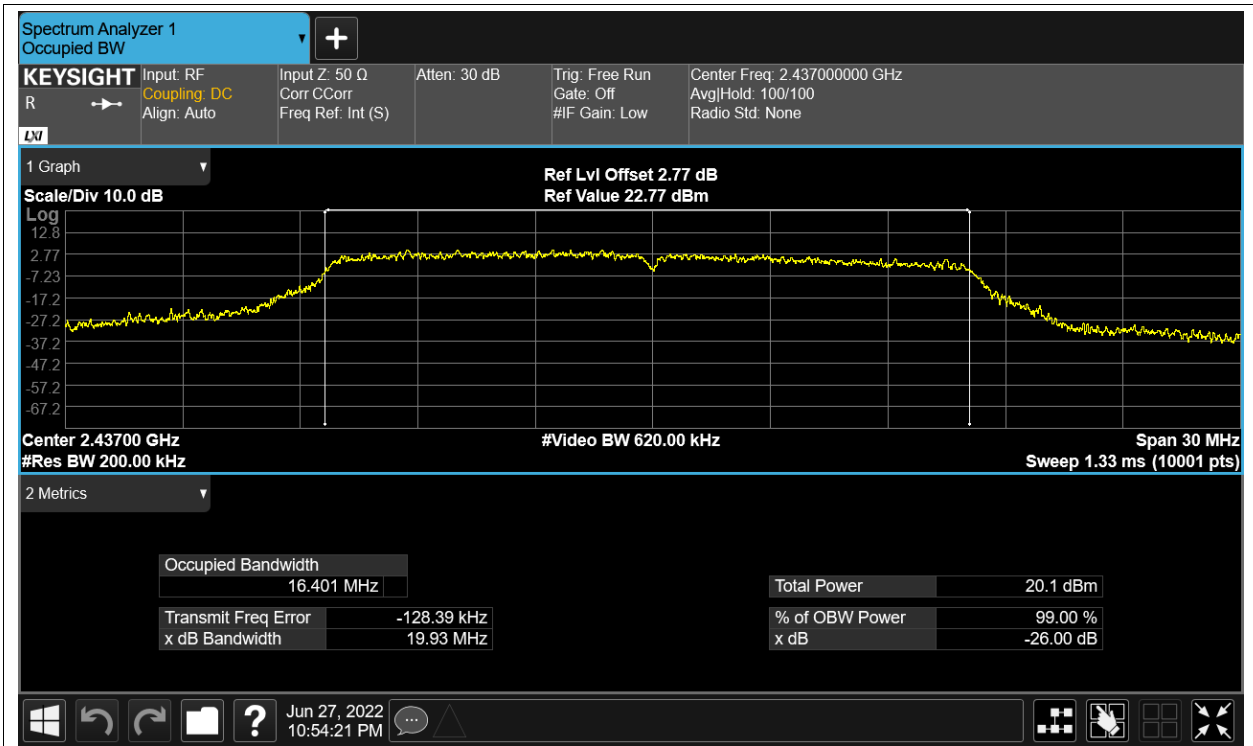 Spectrum Analyzer 1
Occupied BW
KEYSIGHT
R
LXI
Input: RF
Coupling: DC
Align: Auto
Input Z: 50 Ω
Corr CCorr
Freq Ref: Int (S)
Atten: 30 dB
Trig: Free Run
Gate: Off
#IF Gain: Low
Center Freq: 2.437000000 GHz
Avg|Hold: 100/100
Radio Std: None
1 Graph
Scale/Div 10.0 dB
Ref Lvl Offset 2.77 dB
Ref Value 22.77 dBm
Log
12.8
2.77
-7.23
-17.2
-27.2
-37.2
-47.2
-57.2
-67.2
Center 2.43700 GHz
#Video BW 620.00 kHz
Span 30 MHz
#Res BW 200.00 kHz
Sweep 1.33 ms (10001 pts)
2 Metrics
Occupied Bandwidth
16.401 MHz
Total Power 20.1 dBm
Transmit Freq Error -128.39 kHz
% of OBW Power 99.00 %
x dB Bandwidth 19.93 MHz
x dB -26.00 dB
?
Jun 27, 2022
10:54:21 PM